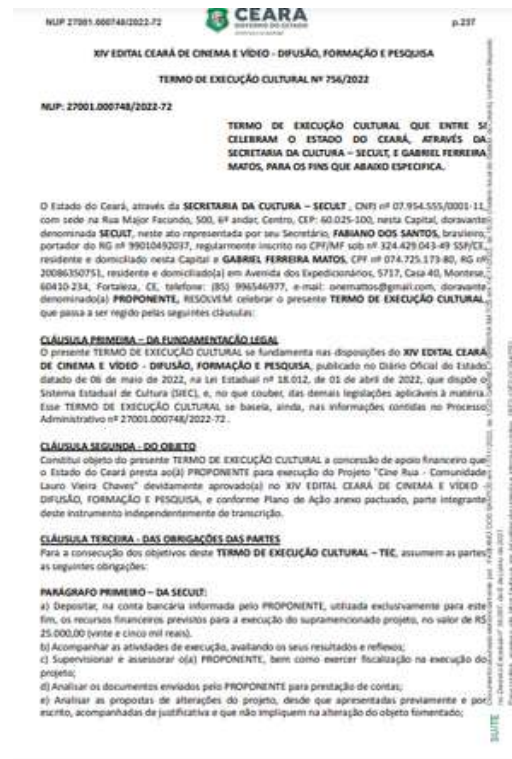 NUP 27001.000748/2022-72
CEARÁ
GOVERNO DO ESTADO
p.237
XIV EDITAL CEARÁ DE CINEMA E VÍDEO - DIFUSÃO, FORMAÇÃO E PESQUISA
TERMO DE EXECUÇÃO CULTURAL Nº 756/2022
NUP: 27001.000748/2022-72
TERMO DE EXECUÇÃO CULTURAL QUE ENTRE SI
CELEBRAM O ESTADO DO CEARÁ, ATRAVÉS DA
SECRETARIA DA CULTURA – SECULT, E GABRIEL FERREIRA
MATOS, PARA OS FINS QUE ABAIXO ESPECIFICA.
O Estado do Ceará, através da SECRETARIA DA CULTURA – SECULT , CNPJ nº 07.954.555/0001-11,
com sede na Rua Major Facundo, 500, 6º andar, Centro, CEP: 60.025-100, nesta Capital, doravante
denominada SECULT, neste ato representada por seu Secretário, FABIANO DOS SANTOS, brasileiro,
portador do RG nº 99010492037, regularmente inscrito no CPF/MF sob nº 324.429.043-49 SSP/CE,
residente e domiciliado nesta Capital e GABRIEL FERREIRA MATOS, CPF nº 074.725.173-80, RG nº
20086350751, residente e domiciliado(a) em Avenida dos Expedicionários, 5717, Casa 40, Montese,
60410-234, Fortaleza, CE, telefone: (85) 996546977, e-mail: onemattos@gmail.com, doravante
denominado(a) PROPONENTE, RESOLVEM celebrar o presente TERMO DE EXECUÇÃO CULTURAL,
que passa a ser regido pelas seguintes cláusulas:
CLÁUSULA PRIMEIRA – DA FUNDAMENTAÇÃO LEGAL
O presente TERMO DE EXECUÇÃO CULTURAL se fundamenta nas disposições do XIV EDITAL CEARÁ
DE CINEMA E VÍDEO - DIFUSÃO, FORMAÇÃO E PESQUISA, publicado no Diário Oficial do Estado
datado de 06 de maio de 2022, na Lei Estadual nº 18.012, de 01 de abril de 2022, que dispõe o
Sistema Estadual de Cultura (SIEC), e, no que couber, das demais legislações aplicáveis à matéria.
Esse TERMO DE EXECUÇÃO CULTURAL se baseia, ainda, nas informações contidas no Processo
Administrativo nº 27001.000748/2022-72 .
CLÁUSULA SEGUNDA - DO OBJETO
Constitui objeto do presente TERMO DE EXECUÇÃO CULTURAL a concessão de apoio financeiro que
o Estado do Ceará presta ao(à) PROPONENTE para execução do Projeto "Cine Rua - Comunidade
Lauro Vieira Chaves" devidamente aprovado(a) no XIV EDITAL CEARÁ DE CINEMA E VÍDEO -
DIFUSÃO, FORMAÇÃO E PESQUISA, e conforme Plano de Ação anexo pactuado, parte integrante
deste instrumento independentemente de transcrição.
CLÁUSULA TERCEIRA - DAS OBRIGAÇÕES DAS PARTES
Para a consecução dos objetivos deste TERMO DE EXECUÇÃO CULTURAL – TEC, assumem as partes
as seguintes obrigações:
PARÁGRAFO PRIMEIRO – DA SECULT:
a) Depositar, na conta bancária informada pelo PROPONENTE, utilizada exclusivamente para este
fim, os recursos financeiros previstos para a execução do supramencionado projeto, no valor de R$
25.000,00 (vinte e cinco mil reais).
b) Acompanhar as atividades de execução, avaliando os seus resultados e reflexos;
c) Supervisionar e assessorar o(a) PROPONENTE, bem como exercer fiscalização na execução do
projeto;
d) Analisar os documentos enviados pelo PROPONENTE para prestação de contas;
e) Analisar as propostas de alterações do projeto, desde que apresentadas previamente e por
escrito, acompanhadas de justificativa e que não impliquem na alteração do objeto fomentado;
SUITE